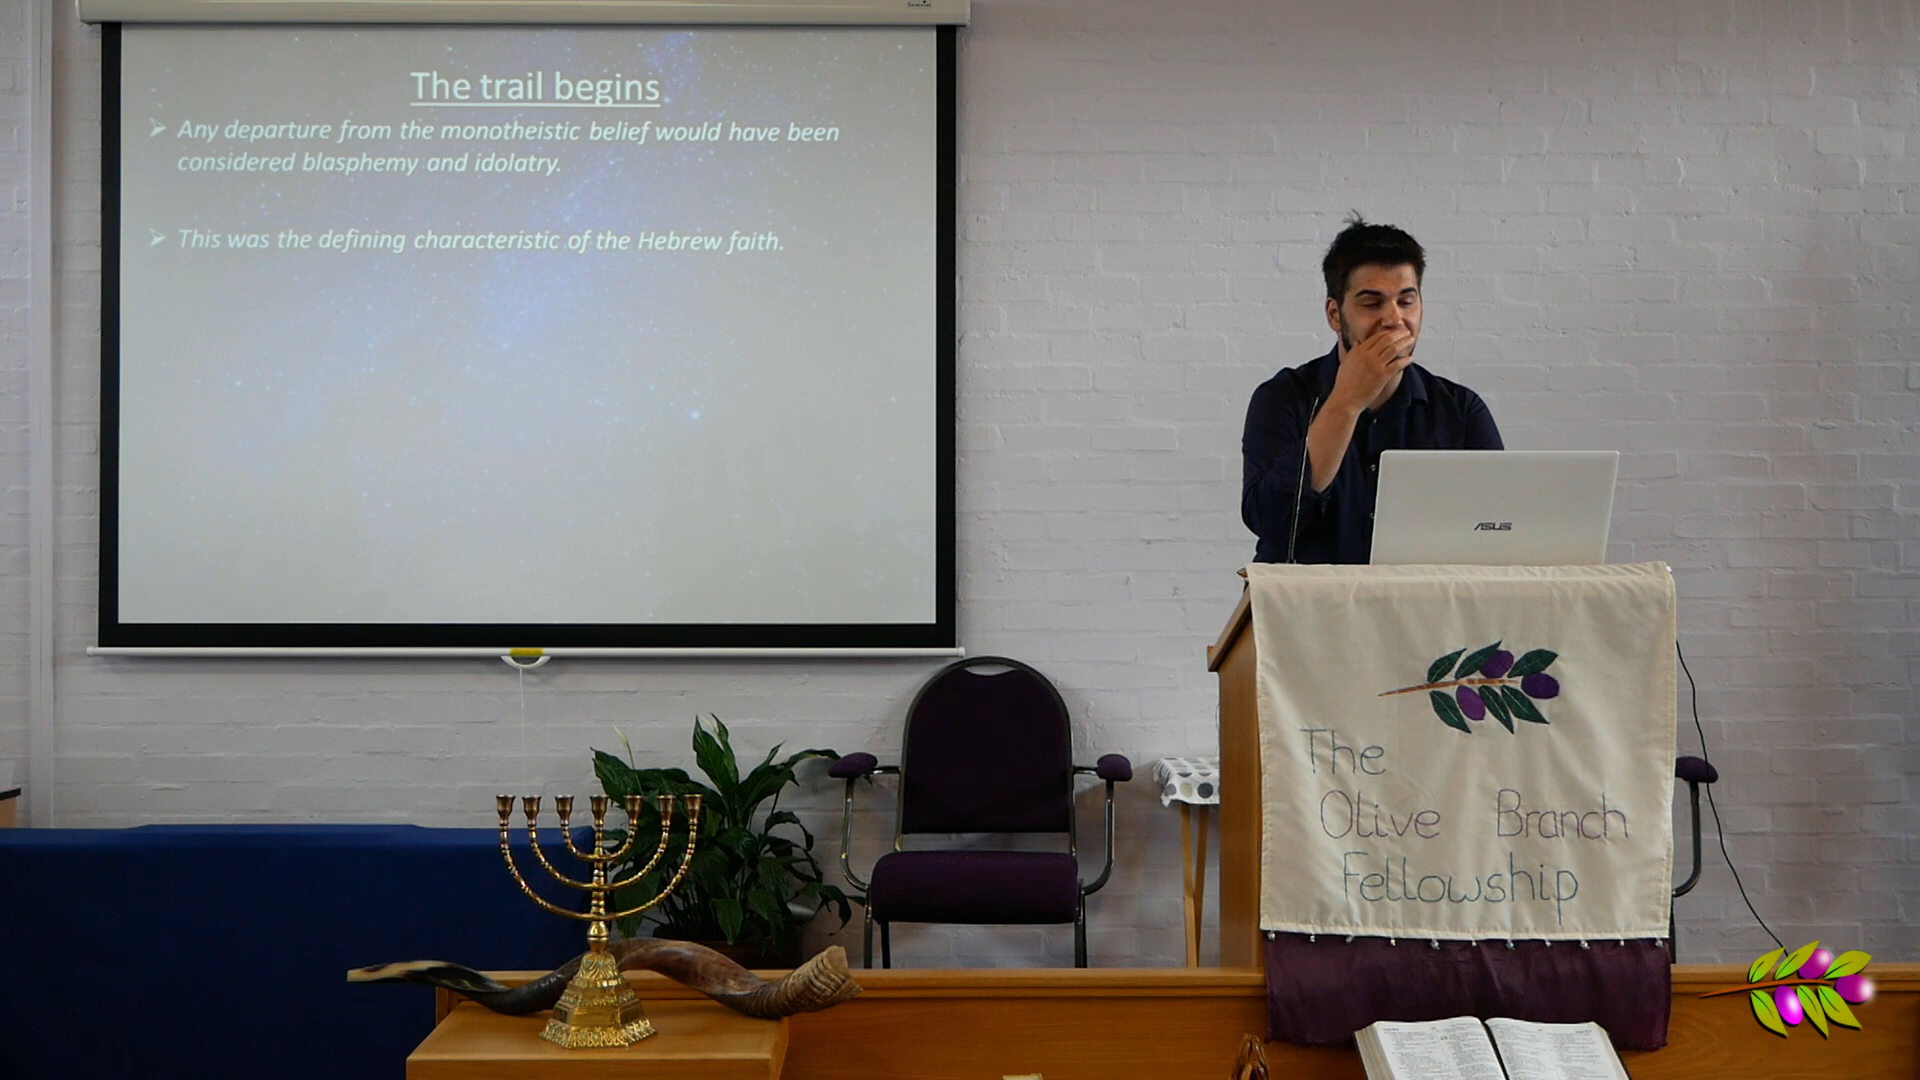 The trail begins
Any departure from the monotheistic belief would have been
considered blasphemy and idolatry.
This was the defining characteristic of the Hebrew faith.
ASUS
The
Olive Branch
Fellowship